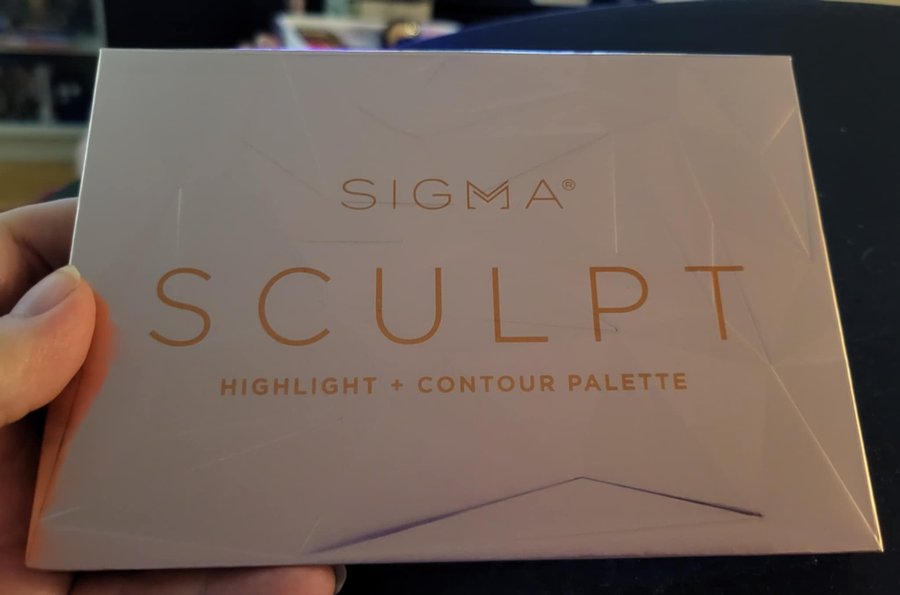 SIGMA®
SCULPT
HIGHLIGHT + CONTOUR PALETTE